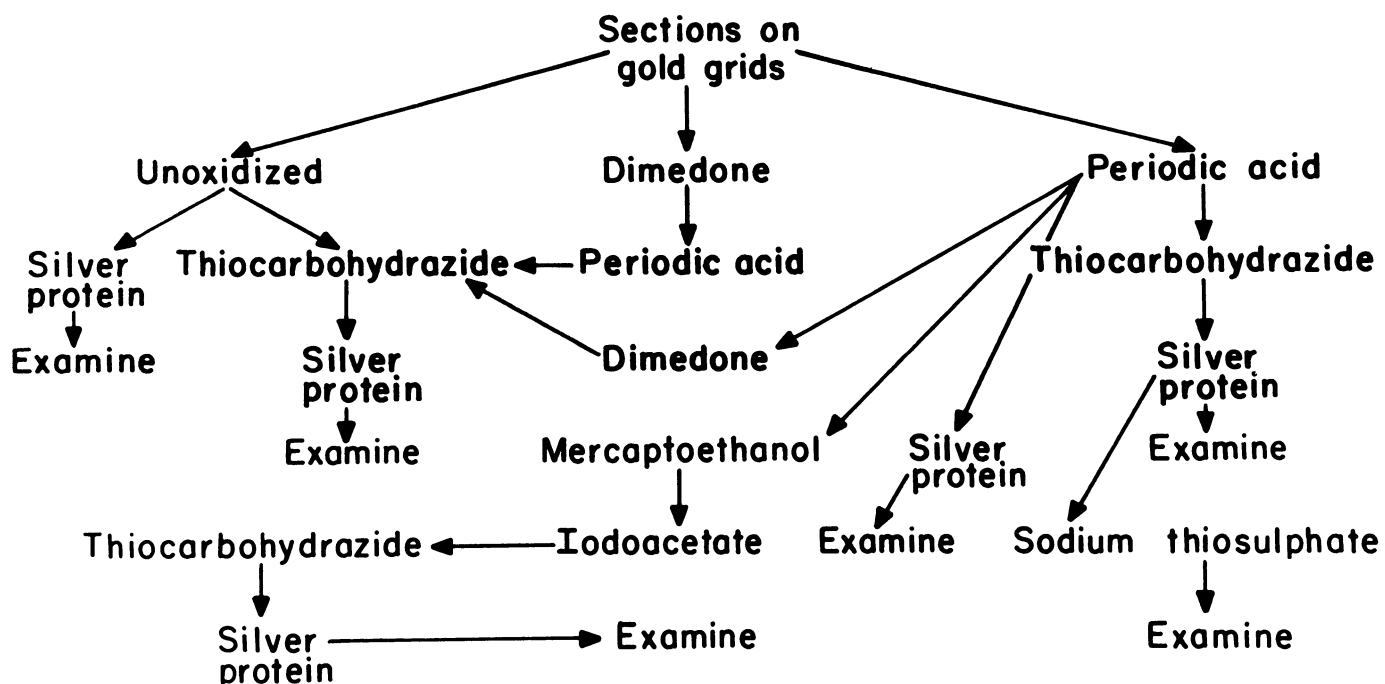 Sections on
gold grids
Unoxidized
Dimedone
Periodic acid
Silver
protein
Thiocarbohydrazide
Periodic acid
Thiocarbohydrazide
Examine
Silver
protein
Dimedone
Silver
protein
Examine
Mercaptoethanol
Silver
protein
Examine
Thiocarbohydrazide
Iodoacetate
Examine
Sodium thiosulphate
Silver
protein
Examine
Examine